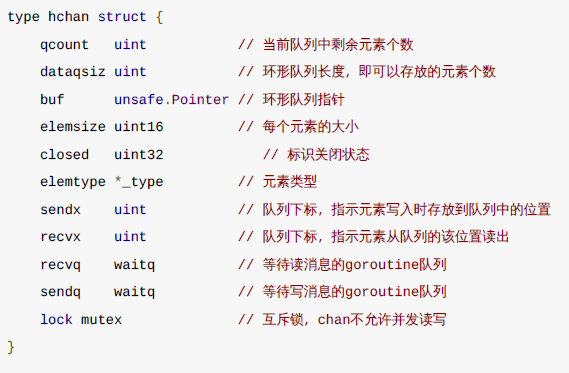 type hchan struct {
    qcount   uint           // 当前队列中剩余元素个数
    dataqsiz uint           // 环形队列长度，即可以存放的元素个数
    buf      unsafe.Pointer // 环形队列指针
    elemsize uint16         // 每个元素的大小
    closed   uint32            // 标识关闭状态
    elemtype *_type         // 元素类型
    sendx    uint           // 队列下标，指示元素写入时存放到队列中的位置
    recvx    uint           // 队列下标，指示元素从队列的该位置读出
    recvq    waitq          // 等待读消息的goroutine队列
    sendq    waitq          // 等待写消息的goroutine队列
    lock mutex              // 互斥锁，chan不允许并发读写
}